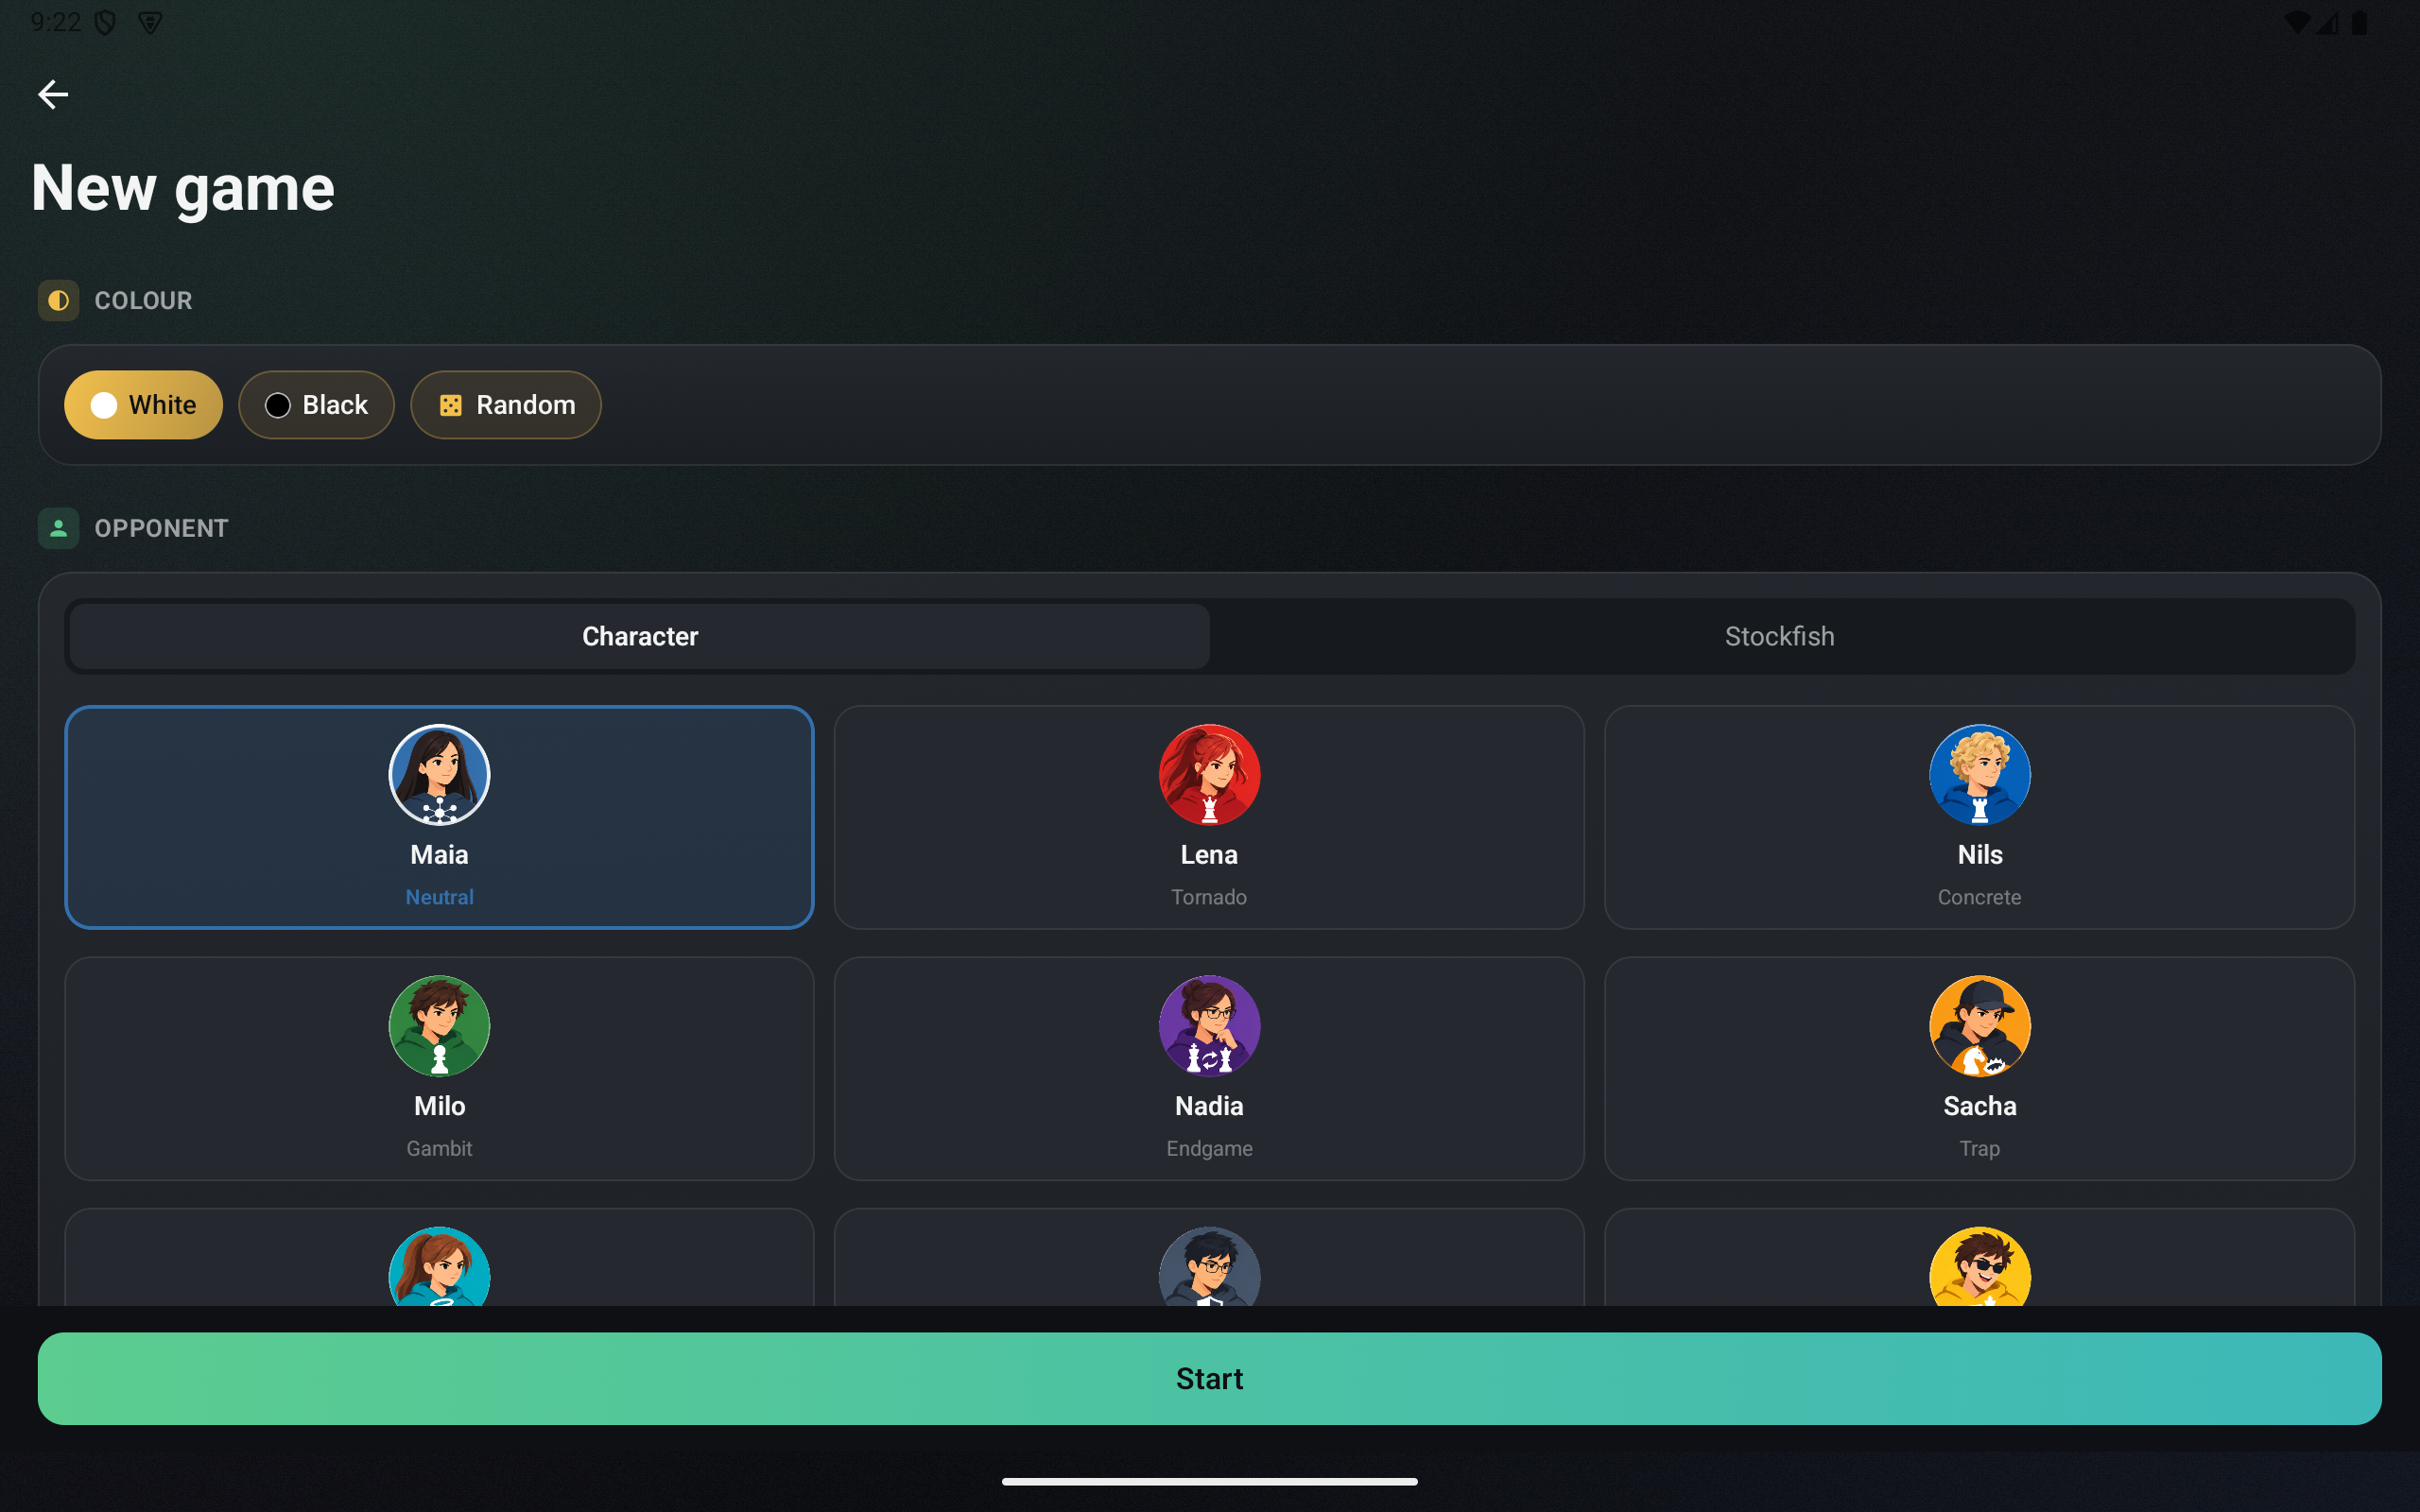 9:22
New game
COLOUR
White Black Random
OPPONENT
Character Stockfish
Maia Lena Nils
Neutral Tornado Concrete
Milo Nadia Sacha
Gambit Endgame Trap
Start